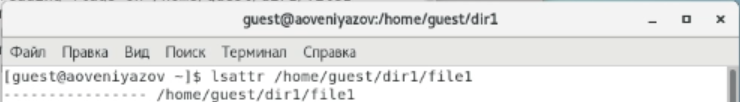 guest@aoveniyazov:/home/guest/dir1
Файл Правка Вид Поиск Терминал Справка
[guest@aoveniyazov ~]$ lsattr /home/guest/dir1/file1
---------------- /home/guest/dir1/file1